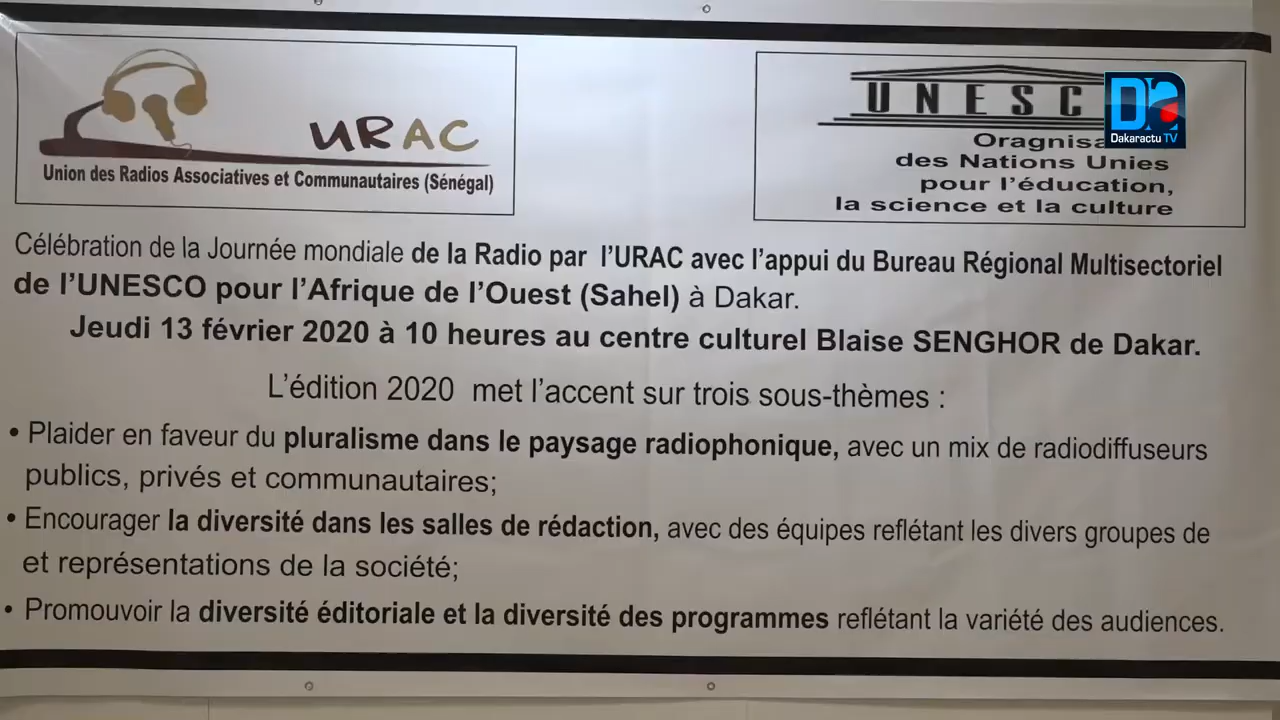 URAC
Union des Radios Associatives et Communautaires (Sénégal)
UNESC
Dakaractu TV
Oragnisa
des Nations Unies
pour l'éducation,
la science et la culture
Célébration de la Journée mondiale de la Radio par l'URAC avec l'appui du Bureau Régional Multisectoriel
de l'UNESCO pour l'Afrique de l'Ouest (Sahel) à Dakar.
Jeudi 13 février 2020 à 10 heures au centre culturel Blaise SENGHOR de Dakar.
L'édition 2020 met l'accent sur trois sous-thèmes :
• Plaider en faveur du pluralisme dans le paysage radiophonique, avec un mix de radiodiffuseurs
publics, privés et communautaires;
• Encourager la diversité dans les salles de rédaction, avec des équipes reflétant les divers groupes de
et représentations de la société;
• Promouvoir la diversité éditoriale et la diversité des programmes reflétant la variété des audiences.